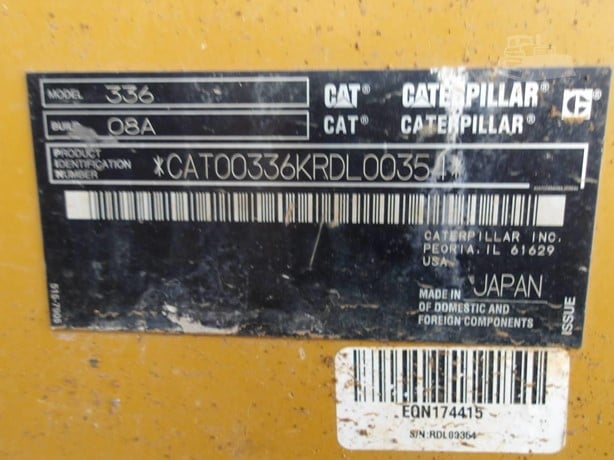 MODEL 336 CAT® CATERPILLAR®
BUILT 08A CAT® CATERPILLAR®
PRODUCT IDENTIFICATION NUMBER *CAT00336KRDL00354*
CATERPILLAR INC.
PEORIA, IL 61629
USA
MADE IN JAPAN
OF DOMESTIC AND
FOREIGN COMPONENTS
ISSUE
EQN174415
S/N:RDL00354